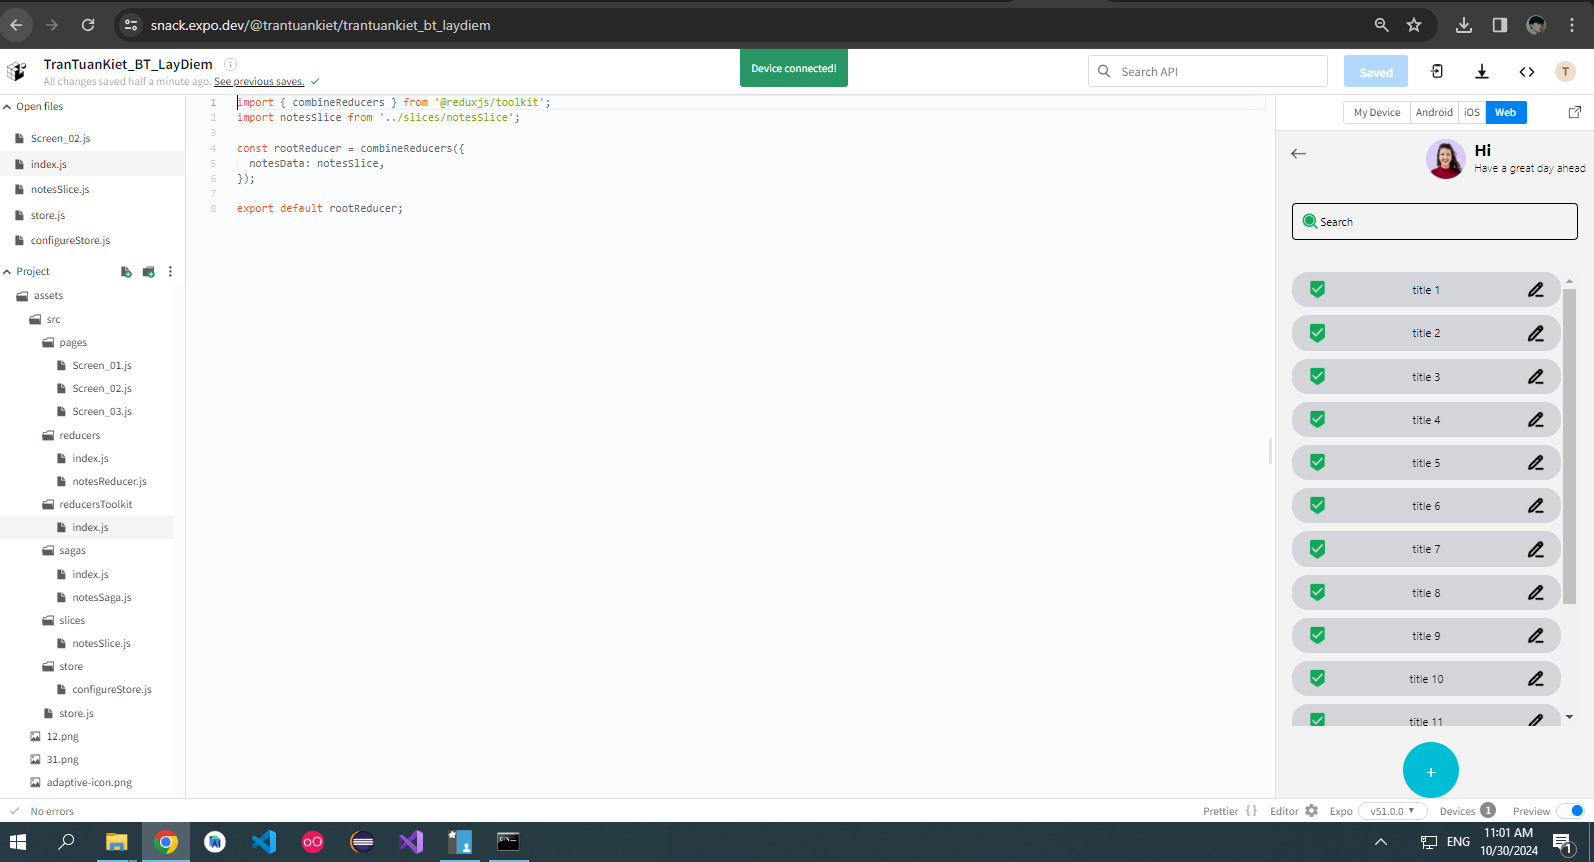 snack.expo.dev/@trantuankiet/trantuankiet_bt_laydiem
TranTuanKiet_BT_LayDiem
All changes saved half a minute ago. See previous saves.
Device connected!
Search API
Saved
T
Open files
Screen_02.js
index.js
notesSlice.js
store.js
configureStore.js
Project
assets
src
pages
Screen_01.js
Screen_02.js
Screen_03.js
reducers
index.js
notesReducer.js
reducersToolkit
index.js
sagas
index.js
notesSaga.js
slices
notesSlice.js
store
configureStore.js
store.js
12.png
31.png
adaptive-icon.png
1 import { combineReducers } from '@reduxjs/toolkit';
2 import notesSlice from '../slices/notesSlice';
3
4 const rootReducer = combineReducers({
5 notesData: notesSlice,
6 });
7
8 export default rootReducer;
My Device Android iOS Web
Hi
Have a great day ahead
Search
title 1
title 2
title 3
title 4
title 5
title 6
title 7
title 8
title 9
title 10
title 11
+
No errors
Prettier { } Editor Expo v51.0.0 Devices 1 Preview
ENG
11:01 AM
10/30/2024
1